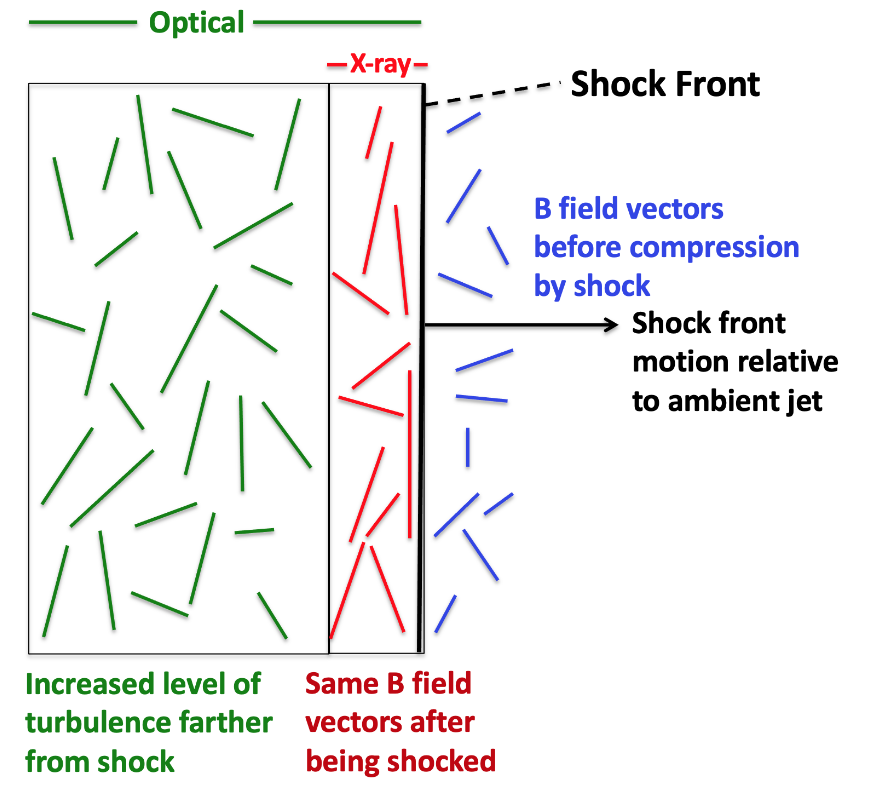 Optical
X-ray
Shock Front
B field vectors
before compression
by shock
Shock front
motion relative
to ambient jet
Increased level of
turbulence farther
from shock
Same B field
vectors after
being shocked